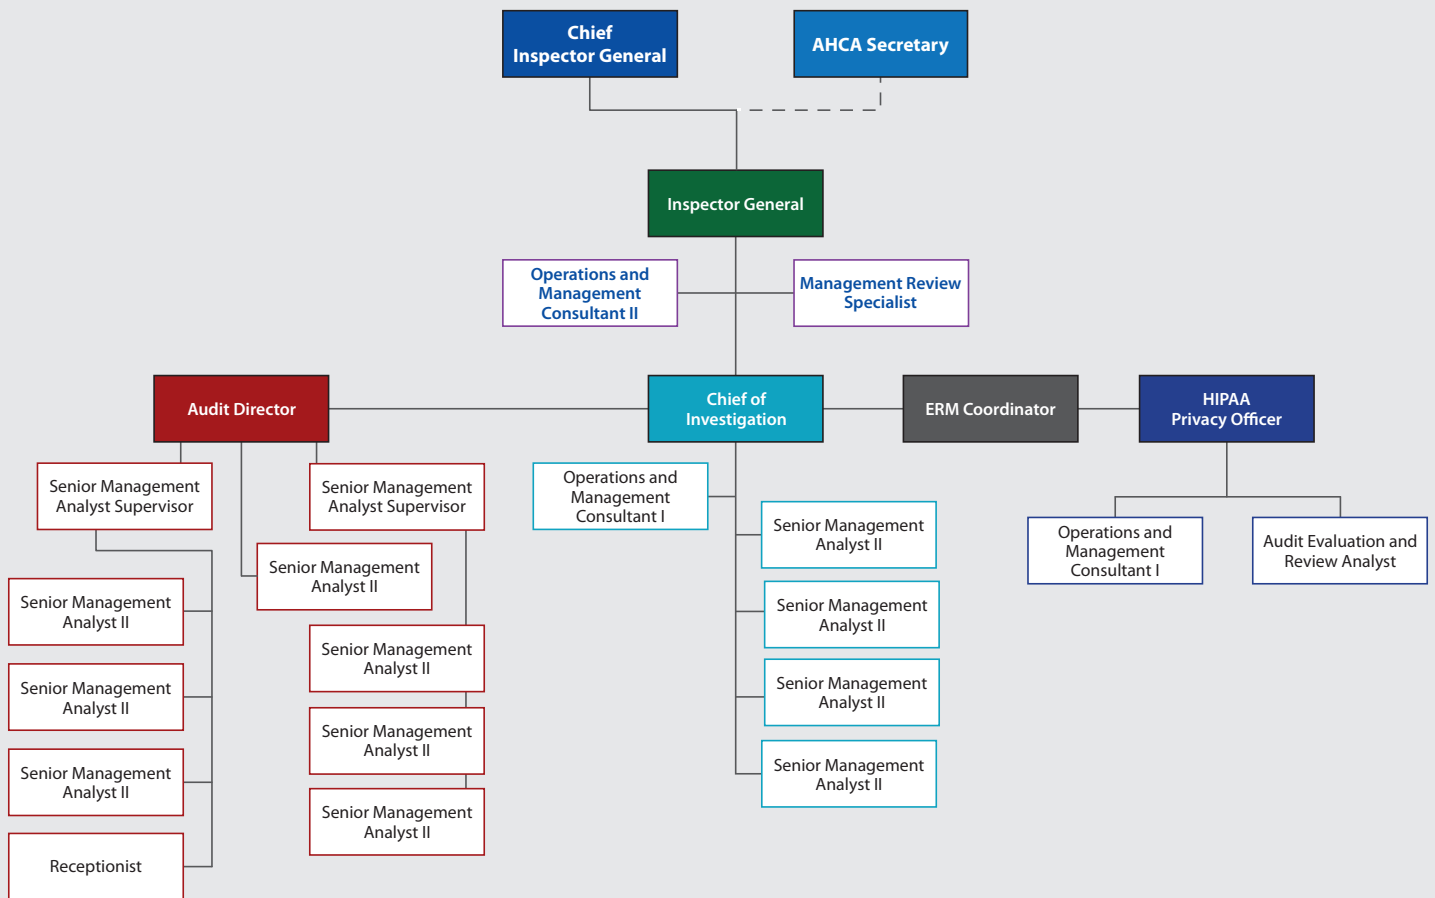 Chief
Inspector General
AHCA Secretary
Inspector General
Operations and
Management
Consultant II
Management Review
Specialist
Audit Director
Chief of
Investigation
ERM Coordinator
HIPAA
Privacy Officer
Senior Management
Analyst Supervisor
Senior Management
Analyst II
Senior Management
Analyst II
Senior Management
Analyst II
Receptionist
Senior Management
Analyst II
Senior Management
Analyst Supervisor
Senior Management
Analyst II
Senior Management
Analyst II
Senior Management
Analyst II
Operations and
Management
Consultant I
Senior Management
Analyst II
Senior Management
Analyst II
Senior Management
Analyst II
Senior Management
Analyst II
Operations and
Management
Consultant I
Audit Evaluation and
Review Analyst